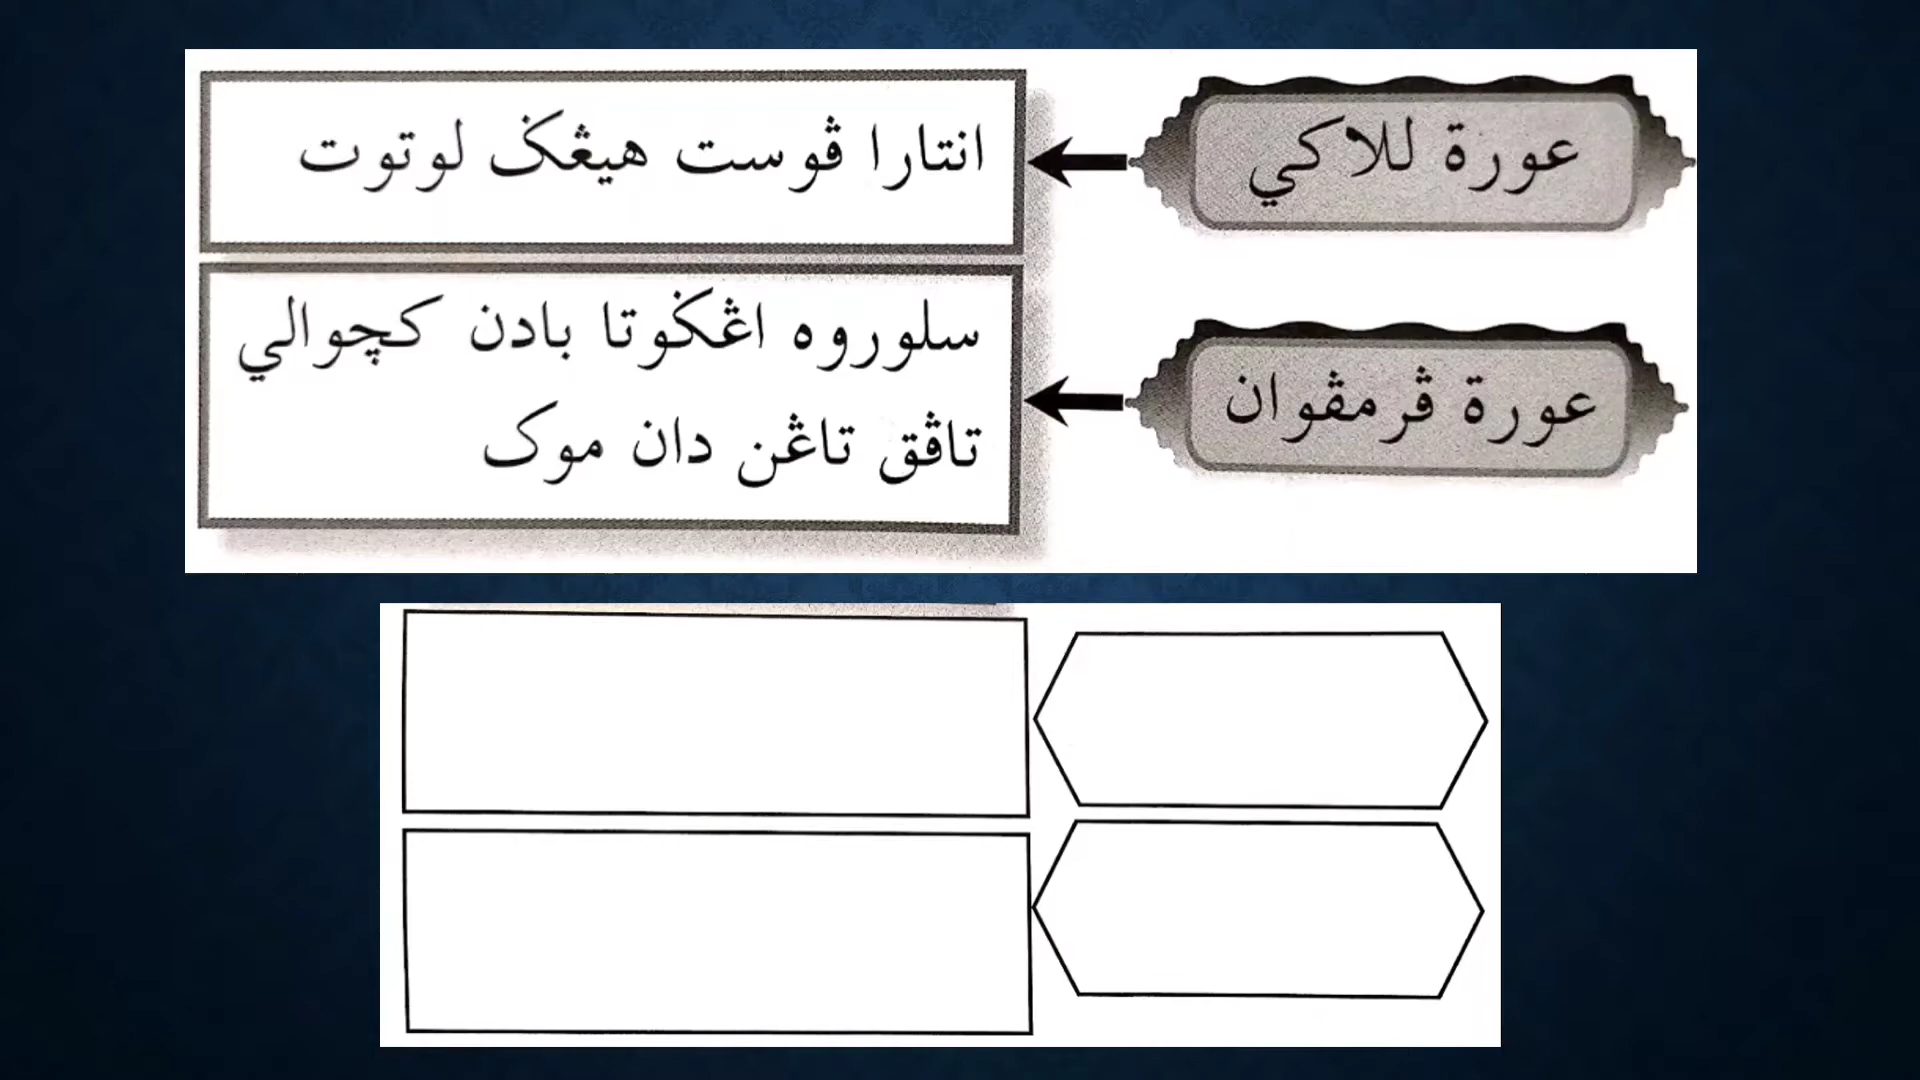 عورة للاكي
انتارا ڤوست هيڠݢ لوتوت
عورة ڤرمڤوان
سلوروه اڠݢوتا بادن کچوالي
تاڤق تاڠن دان موک